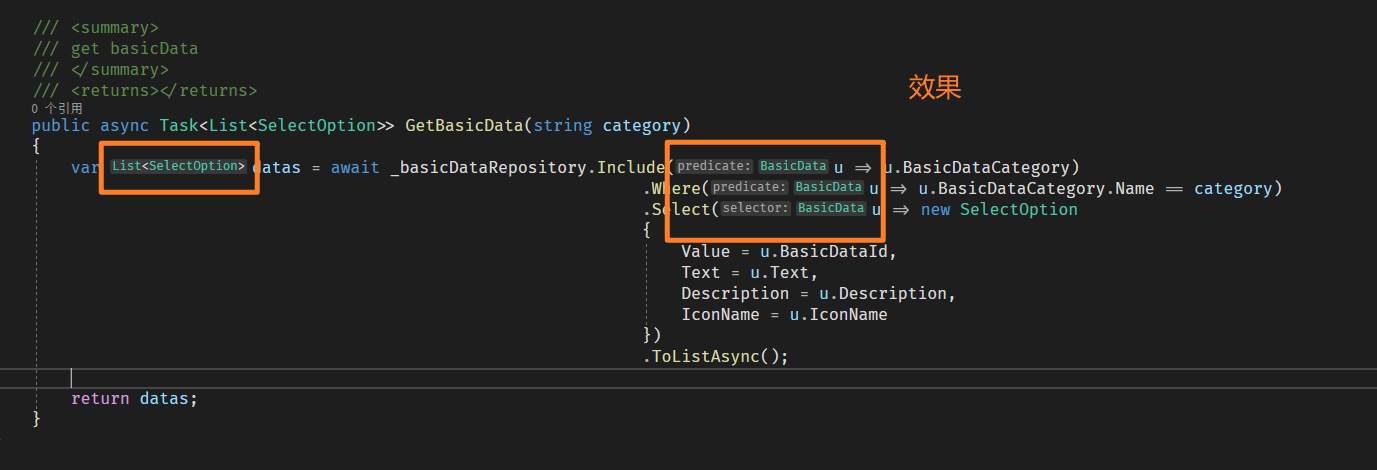 /// <summary>
/// get basicData
/// </summary>
/// <returns></returns>
效果
0 个引用
public async Task<List<SelectOption>> GetBasicData(string category)
{
var List<SelectOption> datas = await _basicDataRepository.Include(predicate: BasicData u => u.BasicDataCategory)
.Where(predicate: BasicData u => u.BasicDataCategory.Name == category)
.Select(selector: BasicData u => new SelectOption
{
Value = u.BasicDataId,
Text = u.Text,
Description = u.Description,
IconName = u.IconName
})
.ToListAsync();
return datas;
}